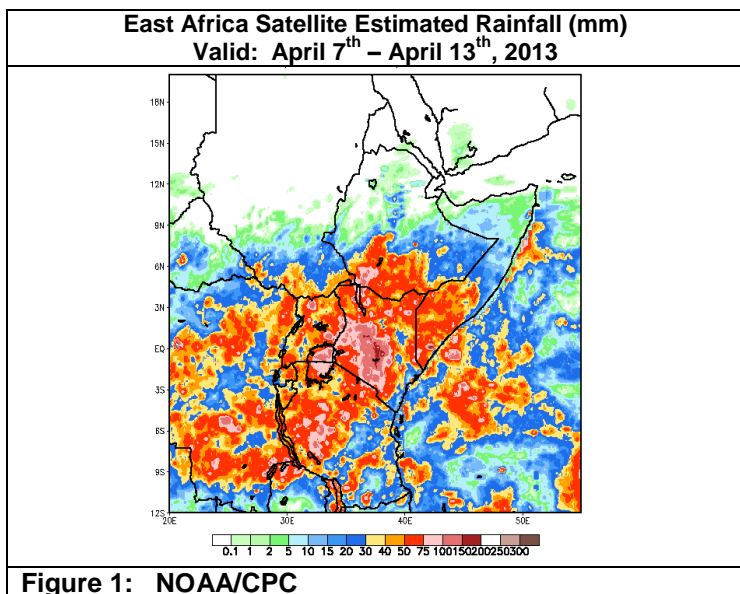 East Africa Satellite Estimated Rainfall (mm)
Valid: April 7th – April 13th, 2013
18N
15N
12N
9N
6N
3N
EQ
3S
6S
9S
12S
20E 30E 40E 50E
0.1 1 2 5 10 15 20 30 40 50 75 100 150 200 250 300
Figure 1: NOAA/CPC